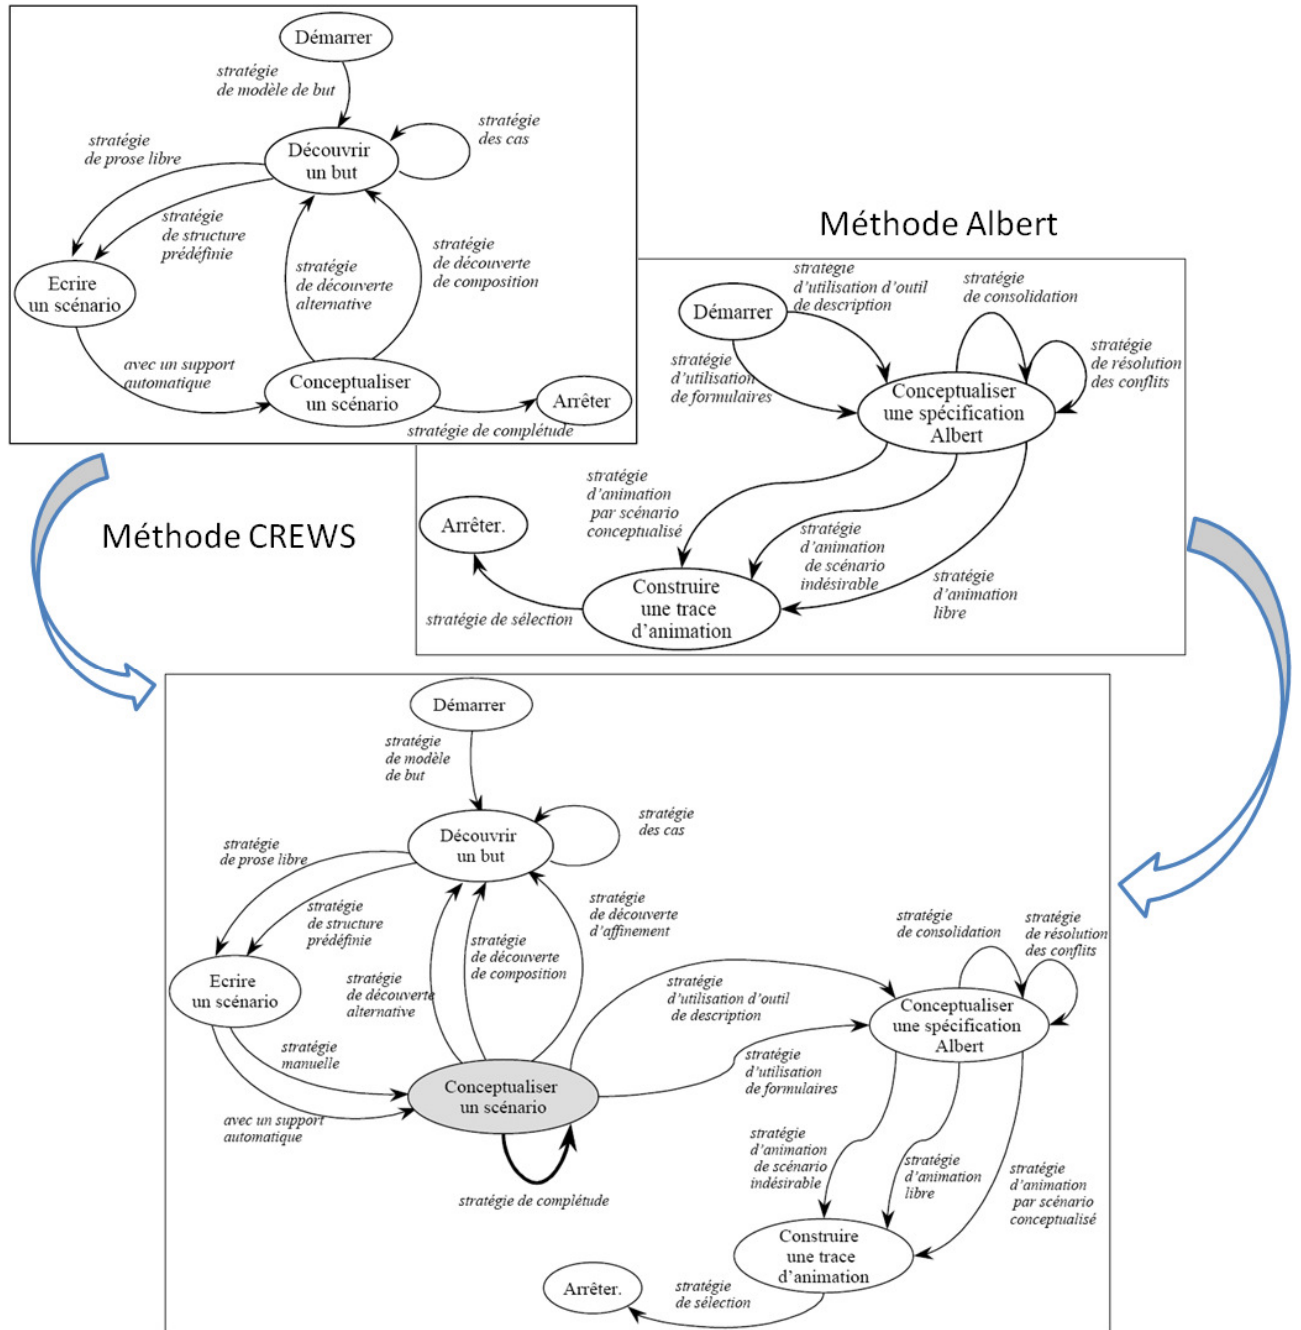 Démarrer
stratégie
de modèle de but
stratégie
des cas
stratégie
de prose libre
Découvrir
un but
stratégie
de structure
prédéfinie
stratégie
de découverte
de composition
stratégie
de découverte
alternative
Ecrire
un scénario
avec un support
automatique
Conceptualiser
un scénario
Arrêter
stratégie de complétude
Méthode CREWS
Méthode Albert
strategie
d'utilisation d'outil
de description
stratégie
de consolidation
Démarrer
stratégie
d'utilisation
de formulaires
stratégie
de résolution
des conflits
Conceptualiser
une spécification
Albert
stratégie
d'animation
par scénario
conceptualisé
stratégie
d'animation
de scénario
indésirable
stratégie
d'animation
libre
Arrêter.
Construire
une trace
d'animation
stratégie de sélection
Démarrer
stratégie
de modèle
de but
stratégie
des cas
Découvrir
un but
stratégie
de prose libre
stratégie
de structure
prédéfinie
stratégie
de découverte
d'affinement
stratégie
de découverte
de composition
stratégie
de découverte
alternative
Ecrire
un scénario
stratégie
manuelle
avec un support
automatique
Conceptualiser
un scénario
stratégie de complétude
stratégie
d'utilisation d'outil
de description
stratégie
d'utilisation
de formulaires
stratégie
de consolidation
stratégie
de résolution
des conflits
Conceptualiser
une spécification
Albert
stratégie
d'animation
de scénario
indésirable
stratégie
d'animation
libre
stratégie
d'animation
par scénario
conceptualisé
Construire
une trace
d'animation
Arrêter.
stratégie
de sélection